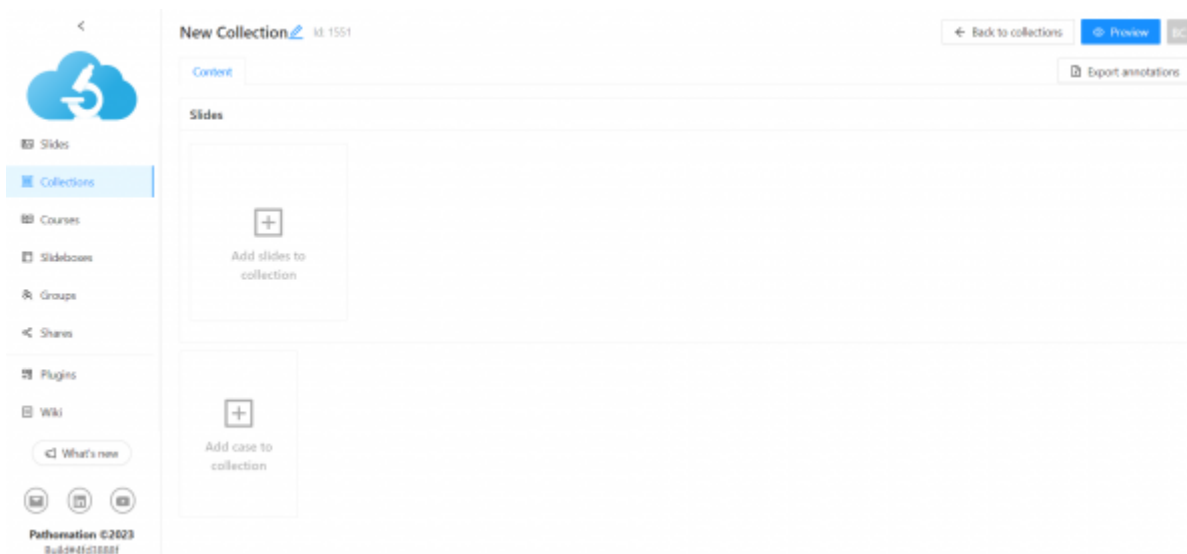 New Collection Id: 1551
Back to collections
Preview
BC
Content
Export annotations
Slides
Slides
Collections
Courses
Slideboxes
Groups
Shares
Plugins
Wiki
Add slides to
collection
Add case to
collection
What's new
Pathomation ©2023